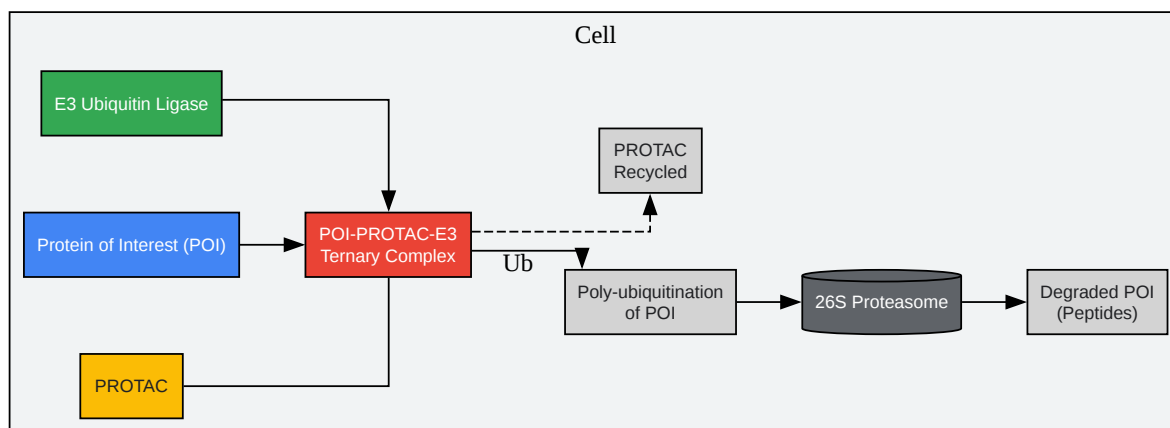 Cell
E3 Ubiquitin Ligase
PROTAC
Recycled
Protein of Interest (POI)
POI-PROTAC-E3
Ternary Complex
Ub
Poly-ubiquitination
of POI
26S Proteasome
Degraded POI
(Peptides)
PROTAC